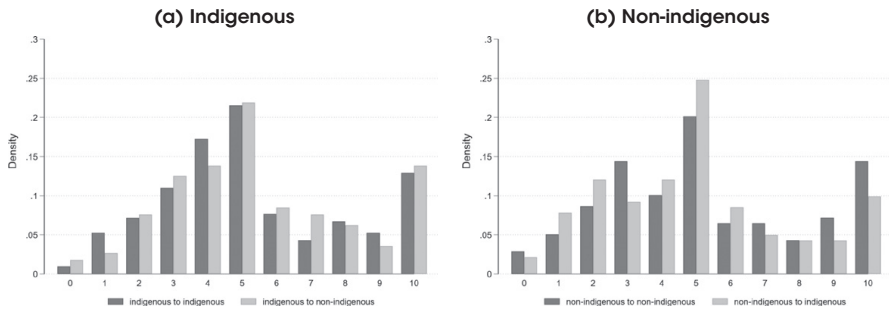 (a) Indigenous
.3
.25
.2
.15
.1
.05
0
Density
0 1 2 3 4 5 6 7 8 9 10
indigenous to indigenous indigenous to non-indigenous
(b) Non-indigenous
.3
.25
.2
.15
.1
.05
0
Density
0 1 2 3 4 5 6 7 8 9 10
non-indigenous to non-indigenous non-indigenous to indigenous